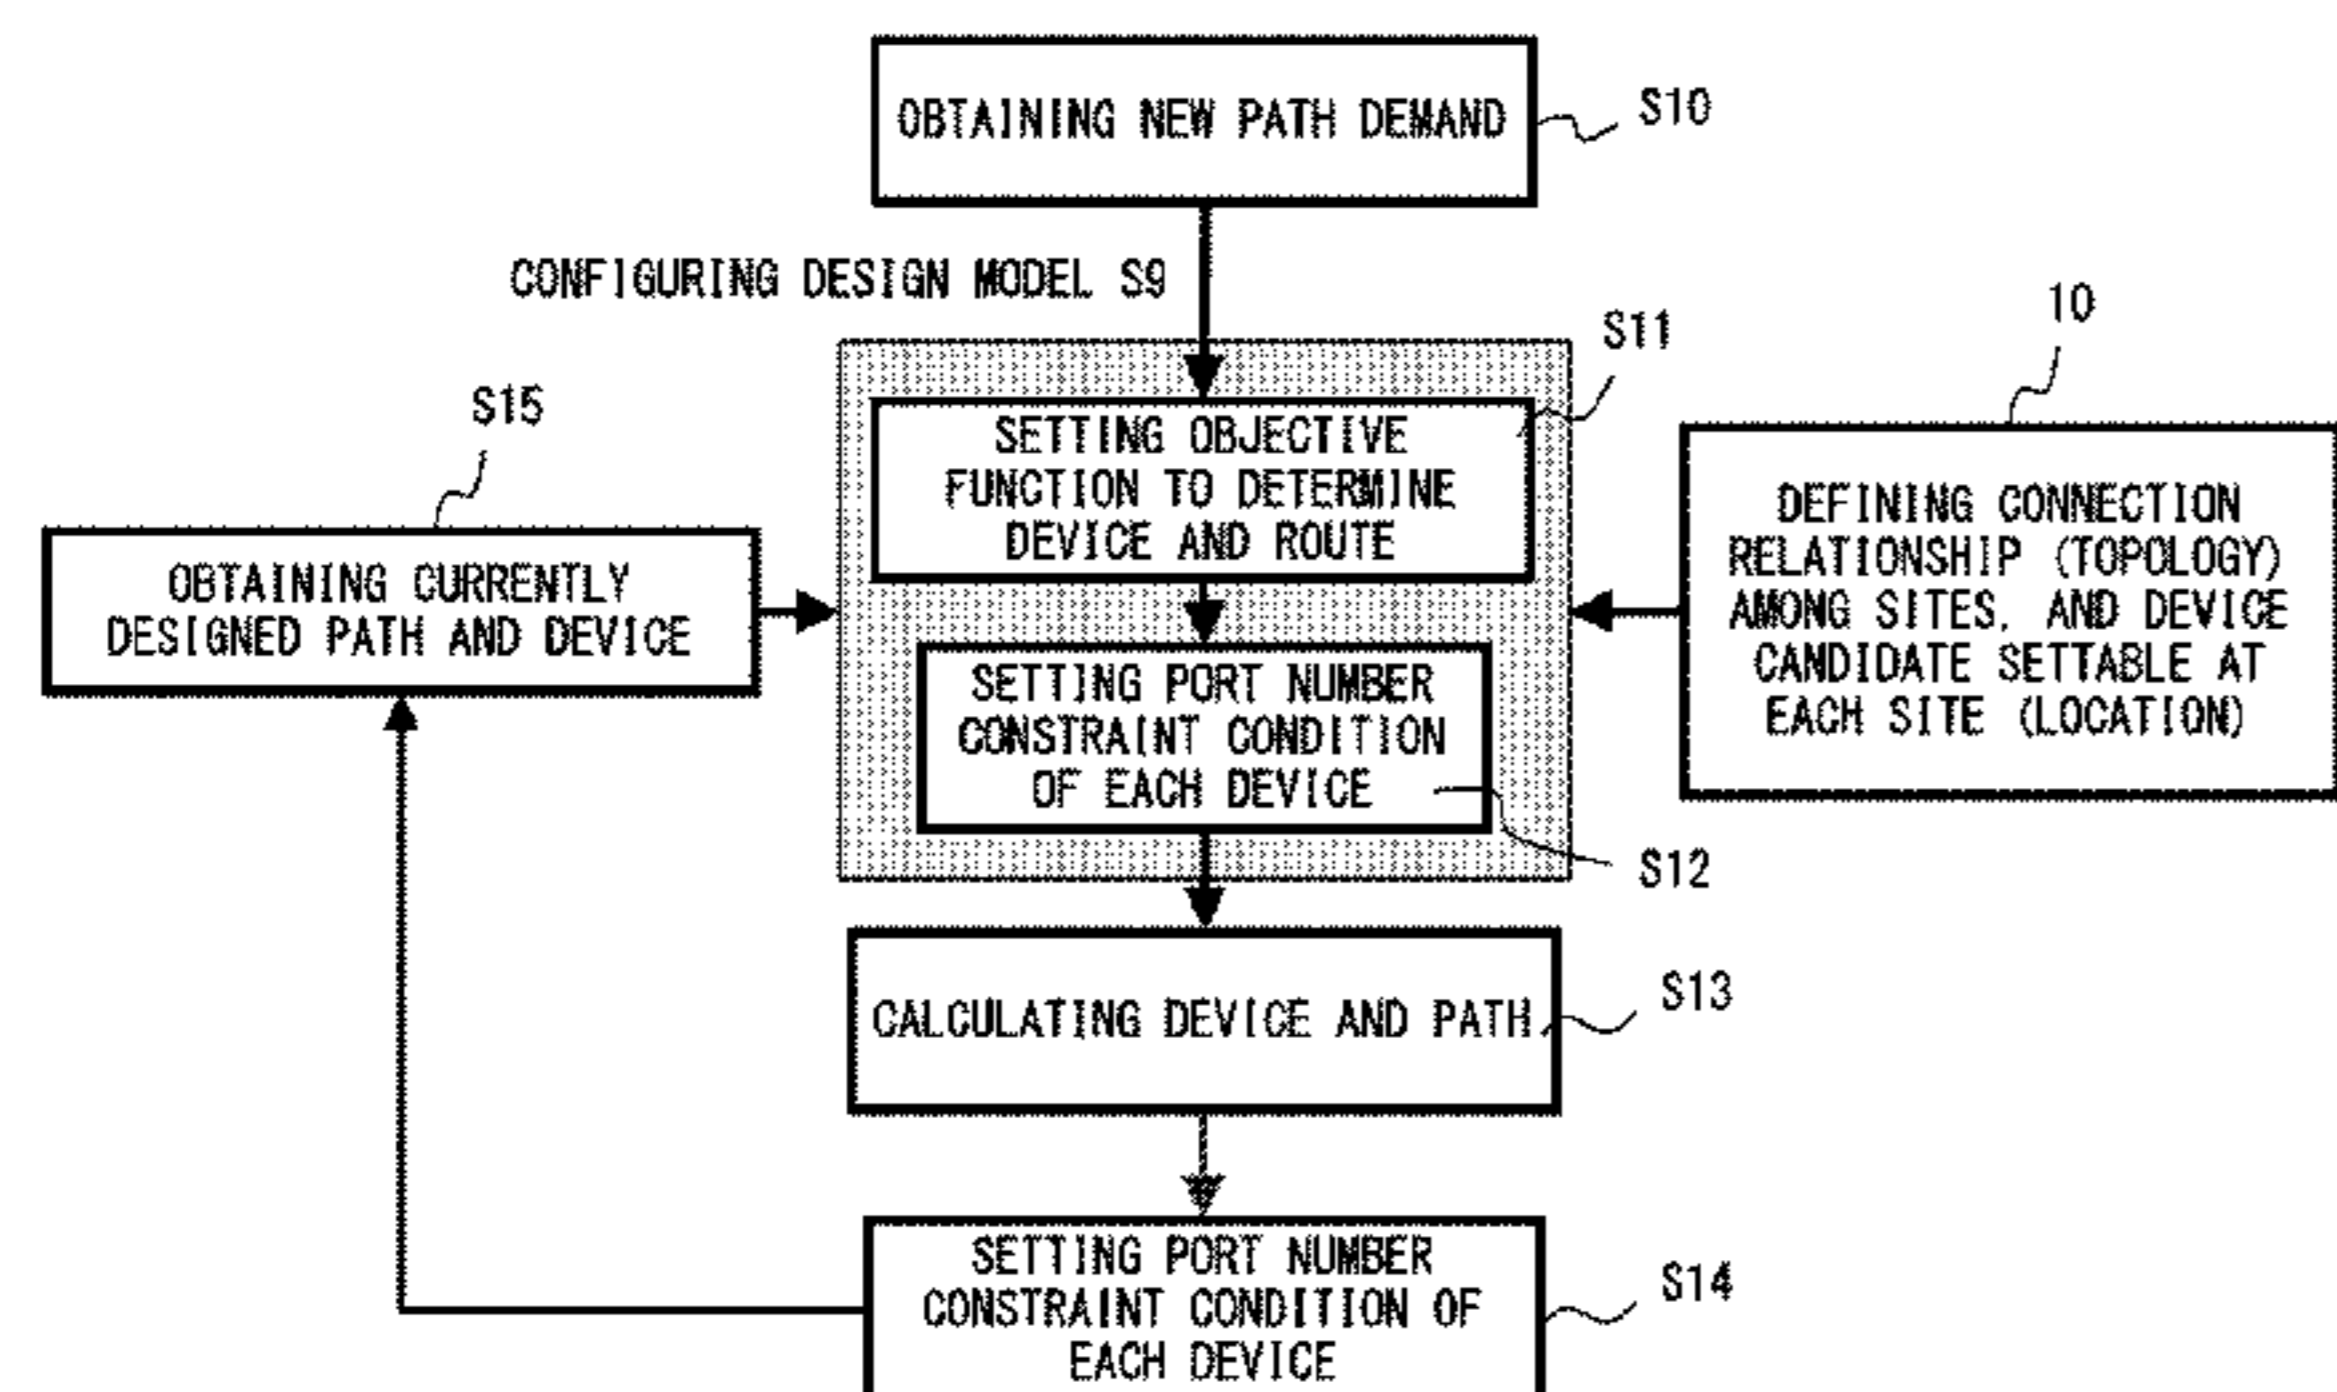 OBTAINING NEW PATH DEMAND
S10
CONFIGURING DESIGN MODEL S9
S11
SETTING OBJECTIVE
FUNCTION TO DETERMINE
DEVICE AND ROUTE
10
DEFINING CONNECTION
RELATIONSHIP (TOPOLOGY)
AMONG SITES, AND DEVICE
CANDIDATE SETTABLE AT
EACH SITE (LOCATION)
S15
OBTAINING CURRENTLY
DESIGNED PATH AND DEVICE
SETTING PORT NUMBER
CONSTRAINT CONDITION
OF EACH DEVICE
S12
CALCULATING DEVICE AND PATH
S13
SETTING PORT NUMBER
CONSTRAINT CONDITION OF
EACH DEVICE
S14